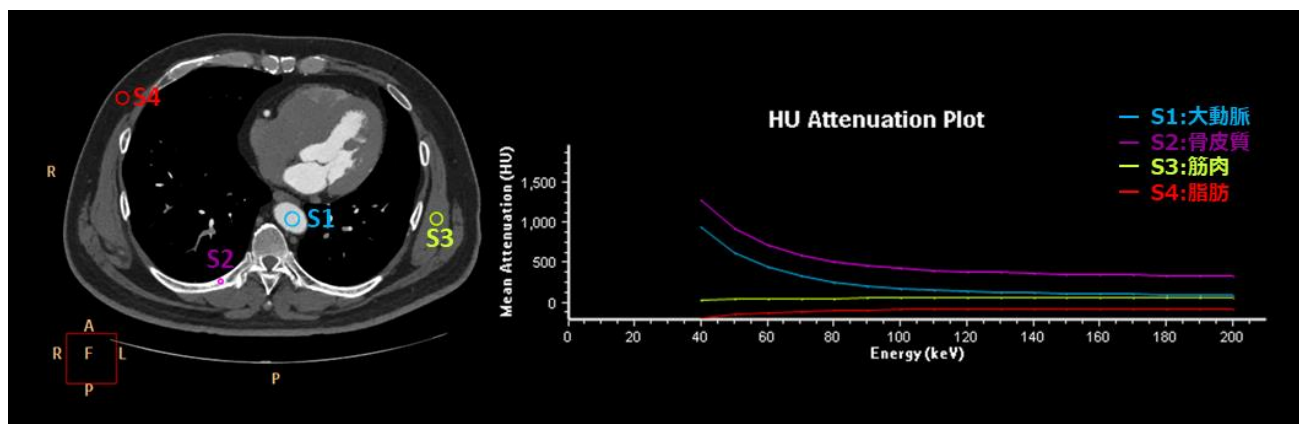 S4
R
S1
S3
S2
A
R F L
P
P
HU Attenuation Plot
S1:大動脈
S2:骨皮質
S3:筋肉
S4:脂肪
Mean Attenuation (HU)
1,500
1,000
500
0
0 20 40 60 80 100 120 140 160 180 200
Energy (keV)